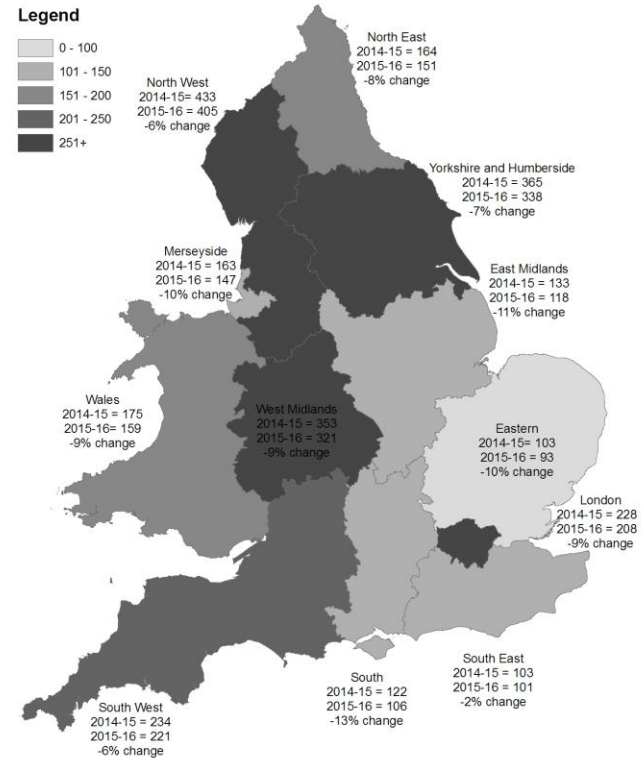 Legend
0 - 100
101 - 150
151 - 200
201 - 250
251+
North East
2014-15 = 164
2015-16 = 151
-8% change
North West
2014-15= 433
2015-16 = 405
-6% change
Yorkshire and Humberside
2014-15 = 365
2015-16 = 338
-7% change
Merseyside
2014-15 = 163
2015-16 = 147
-10% change
East Midlands
2014-15 = 133
2015-16 = 118
-11% change
Wales
2014-15 = 175
2015-16= 159
-9% change
West Midlands
2014-15 = 353
2015-16 = 321
-9% change
Eastern
2014-15= 103
2015-16 = 93
-10% change
London
2014-15 = 228
2015-16 = 208
-9% change
South West
2014-15 = 234
2015-16 = 221
-6% change
South
2014-15 = 122
2015-16 = 106
-13% change
South East
2014-15 = 103
2015-16 = 101
-2% change